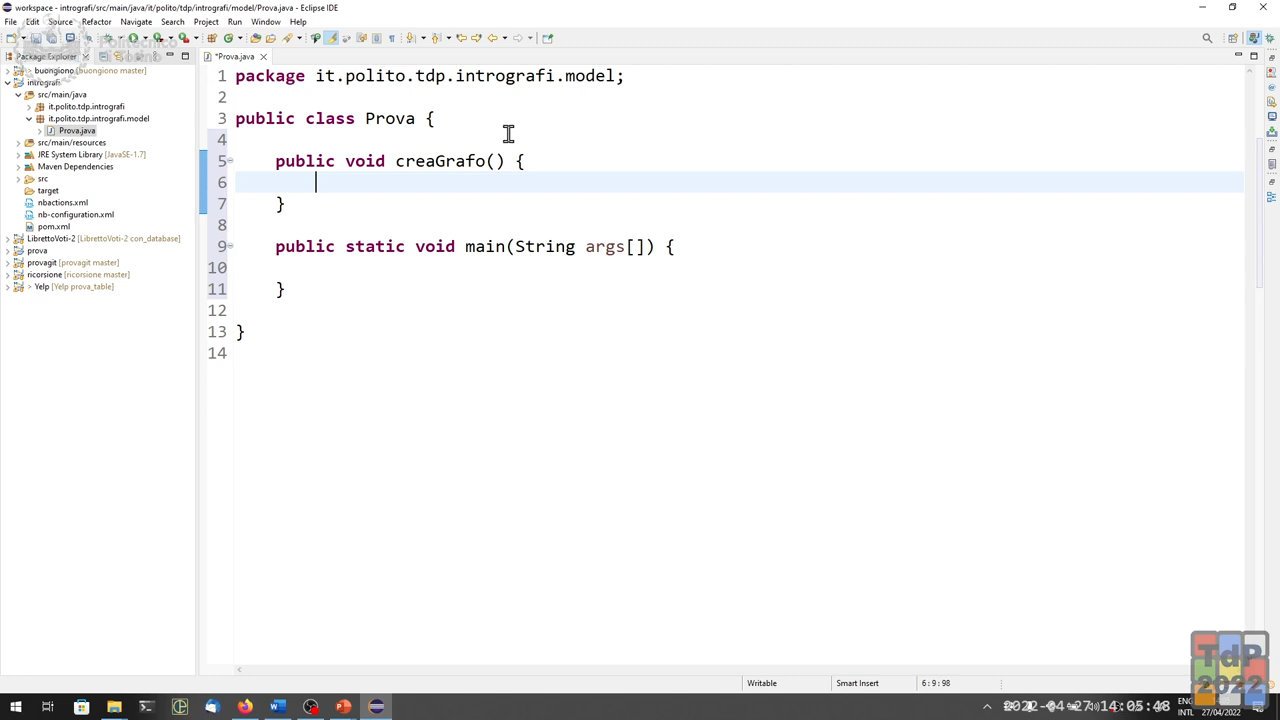 workspace - intrografi/src/main/java/it/polito/tdp/intrografi/model/Prova.java - Eclipse IDE
File Edit Source Refactor Navigate Search Project Run Window Help
Politecnico
Package Explorer
*Prova.java
> buongiono [buongiono master]
intrografi
src/main/java
it.polito.tdp.intrografi
it.polito.tdp.intrografi.model
Prova.java
src/main/resources
JRE System Library [JavaSE-1.7]
Maven Dependencies
src
target
nbactions.xml
nb-configuration.xml
pom.xml
LibrettoVoti-2 [LibrettoVoti-2 con_database]
prova
provagit [provagit master]
ricorsione [ricorsione master]
> Yelp [Yelp prova_table]
1 package it.polito.tdp.intrografi.model;
2
3 public class Prova {
4
5 public void creaGrafo() {
6
7 }
8
9 public static void main(String args[]) {
10
11 }
12
13 }
14
Writable
Smart Insert
6 : 9 : 98
TdP
2022
ENG
INTL
2022-04-27 14:05:48
27/04/2022